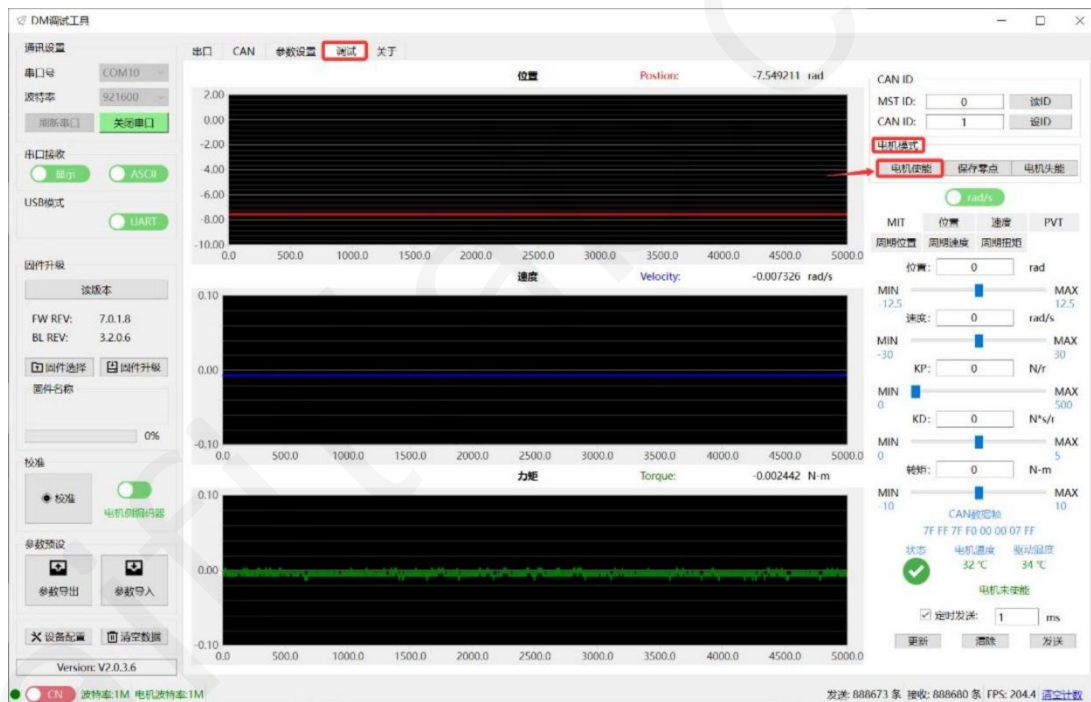 DM调试工具
通讯设置
串口号 COM10
波特率 921600
刷新串口 关闭串口
串口接收
显示 ASCII
USB模式
UART
固件升级
读版本
FW REV: 7.0.1.8
BL REV: 3.2.0.6
固件选择 固件升级
固件名称
0%
校准
校准
电机侧编码器
参数预设
参数导出 参数导入
设备配置 清空数据
Version: V2.0.3.6
串口 CAN 参数设置 调试 关于
位置 Postion: -7.549211 rad
2.00
0.00
-2.00
-4.00
-6.00
-8.00
-10.00
0.0 500.0 1000.0 1500.0 2000.0 2500.0 3000.0 3500.0 4000.0 4500.0 5000.0
速度 Velocity: -0.007326 rad/s
0.10
0.00
-0.10
0.0 500.0 1000.0 1500.0 2000.0 2500.0 3000.0 3500.0 4000.0 4500.0 5000.0
力矩 Torque: -0.002442 N-m
0.10
0.00
-0.10
0.0 500.0 1000.0 1500.0 2000.0 2500.0 3000.0 3500.0 4000.0 4500.0 5000.0
CAN ID
MST ID: 0 读ID
CAN ID: 1 设ID
电机模式
电机使能 保存零点 电机失能
rad/s
MIT 位置 速度 PVT
周期位置 周期速度 周期扭矩
位置: 0 rad
MIN MAX
-12.5 12.5
速度: 0 rad/s
MIN MAX
-30 30
KP: 0 N/r
MIN MAX
0 500
KD: 0 N*s/r
MIN MAX
0 5
转矩: 0 N-m
MIN MAX
-10 10
CAN数据帧
7F FF 7F F0 00 00 07 FF
状态 电机温度 驱动温度
32 ℃ 34 ℃
电机未使能
定时发送: 1 ms
更新 清除 发送
CN 波特率:1M 电机波特率:1M
发送: 888673 条 接收: 888680 条 FPS: 204.4 清空计数